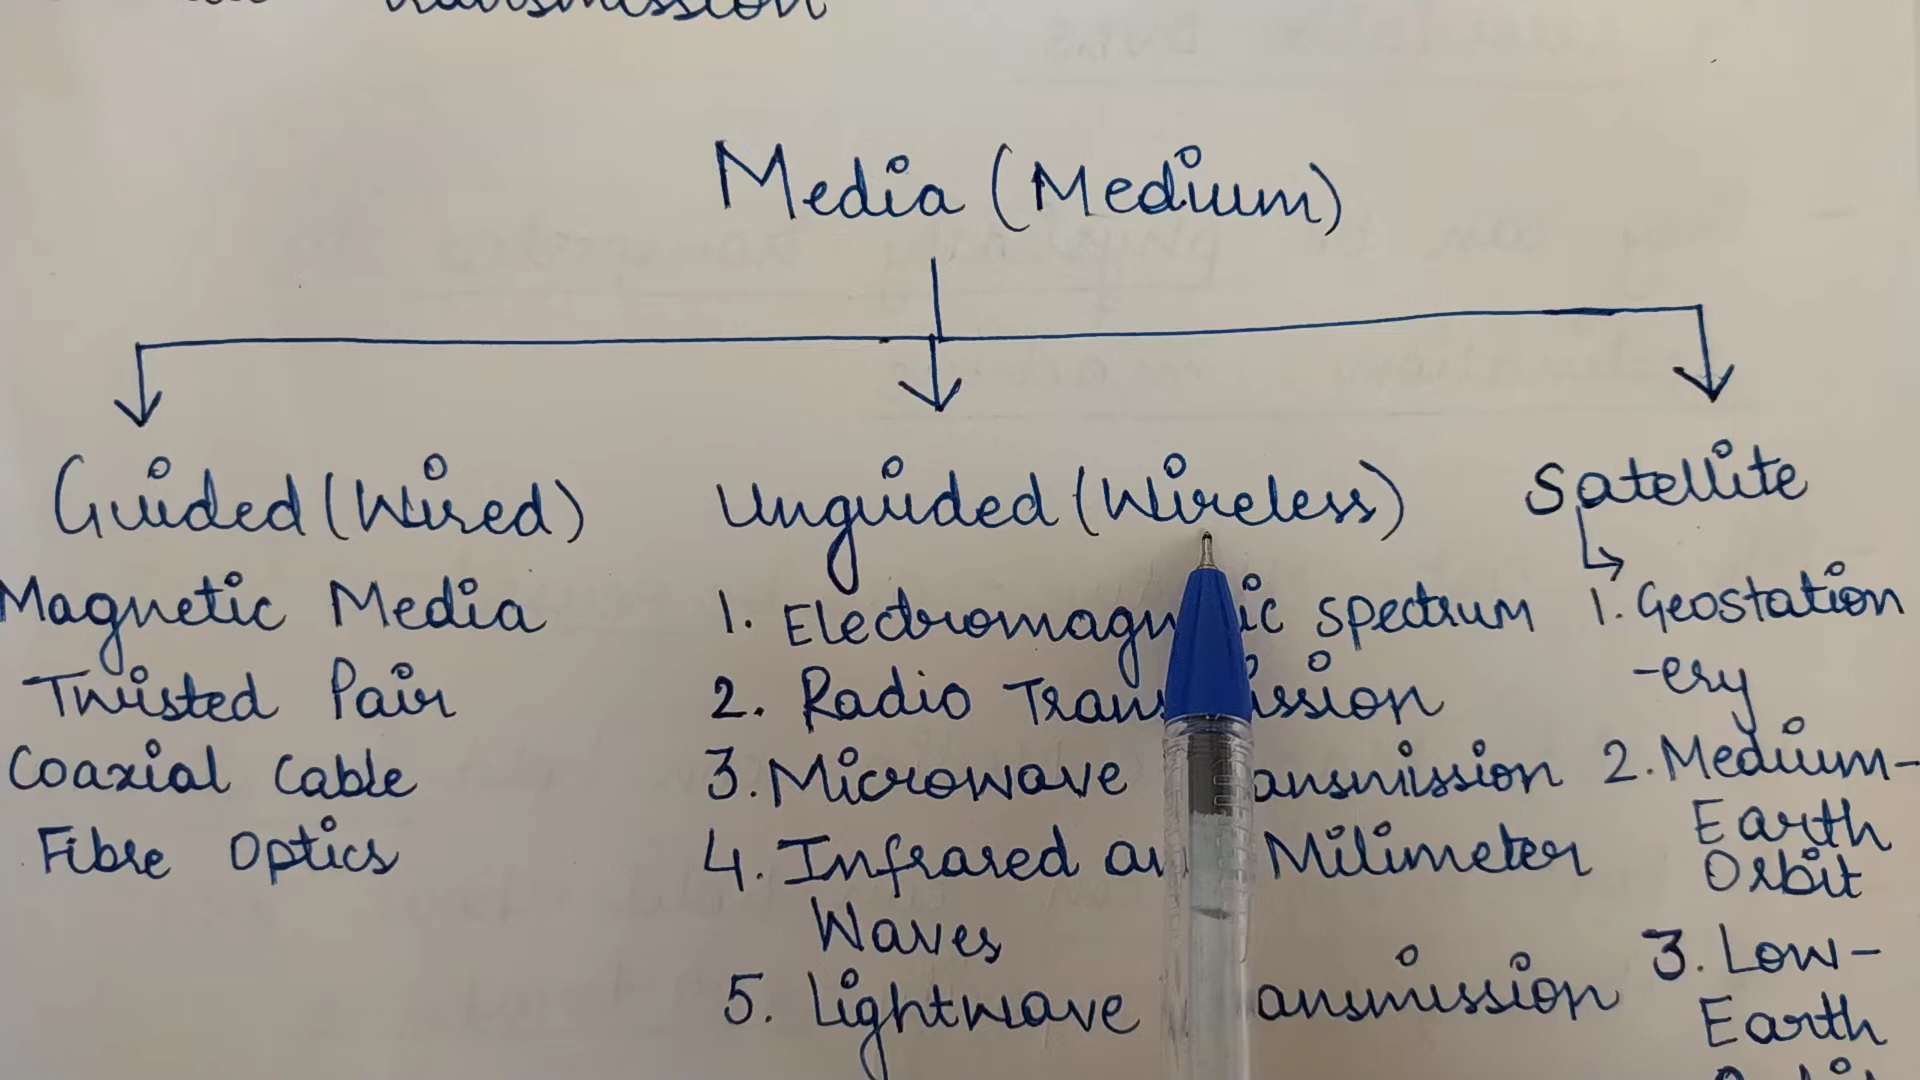 Transmission
Media (Medium)
Guided (Wired)
Magnetic Media
Twisted Pair
Coaxial Cable
Fibre Optics
Unguided (Wireless)
1. Electromagn ic spectrum
2. Radio Trans ission
3. Microwave ansmission
4. Infrared an Milimeter
Waves
5. Lightwave ansmission
Satellite
1. Geostation
-ery
2. Medium-
Earth
Orbit
3. Low-
Earth